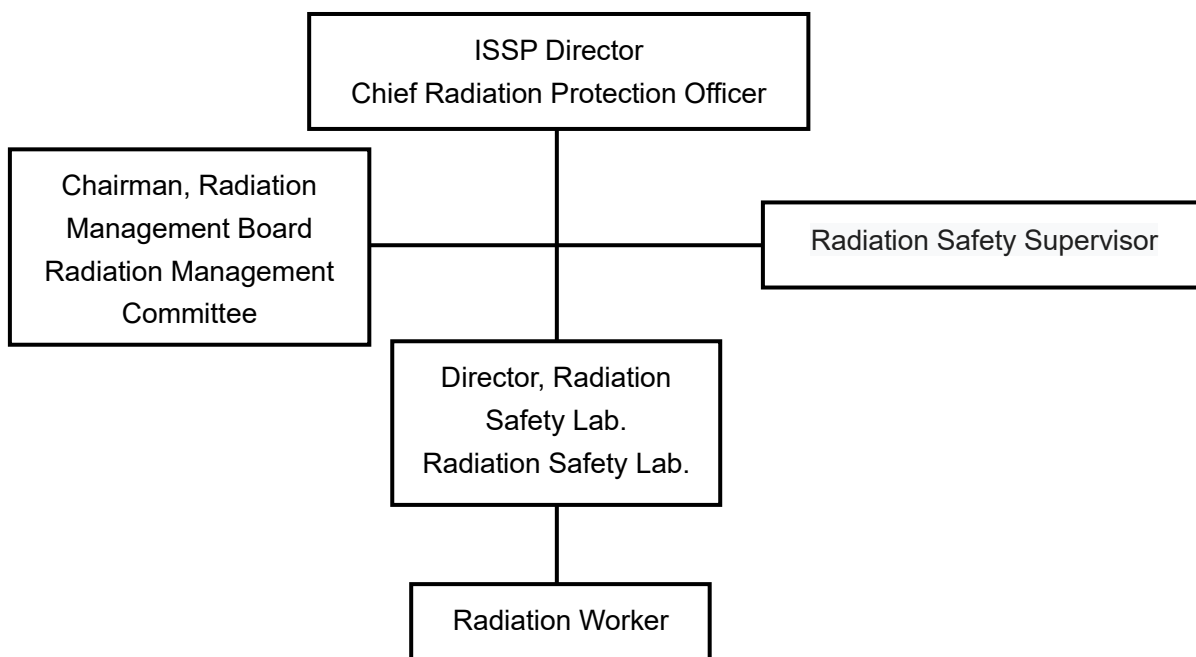 ISSP Director
Chief Radiation Protection Officer
Chairman, Radiation
Management Board
Radiation Management
Committee
Radiation Safety Supervisor
Director, Radiation
Safety Lab.
Radiation Safety Lab.
Radiation Worker